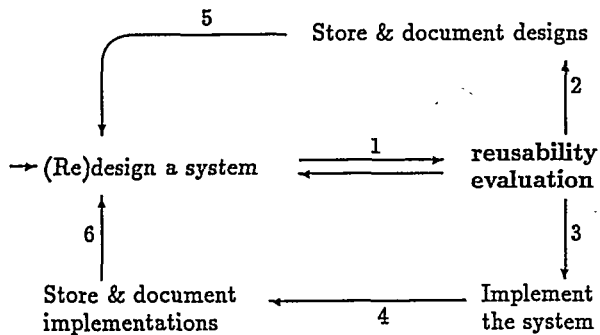 5
Store & document designs
2
1
(Re)design a system
reusability
evaluation
6
3
Store & document
implementations
4
Implement
the system